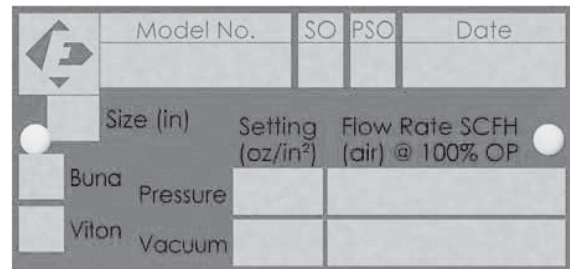 Model No. SO PSO Date
Size (in)
Setting (oz/in²) Flow Rate SCFH (air) @ 100% OP
Buna
Pressure
Viton
Vacuum